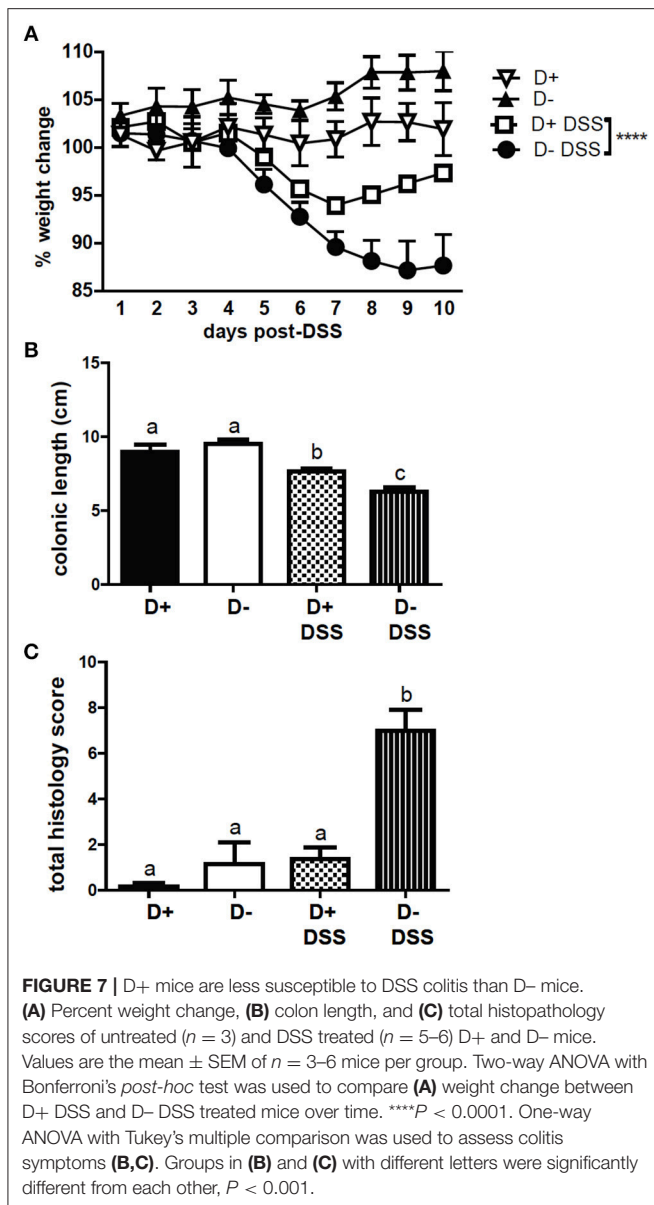 A
110
105
100
95
90
85
% weight change
1 2 3 4 5 6 7 8 9 10
days post-DSS
D+
D-
D+ DSS
D- DSS
****
B
15
10
5
0
colonic length (cm)
a
a
b
c
D+
D-
D+
DSS
D-
DSS
C
10
8
6
4
2
0
total histology score
a
a
a
b
D+
D-
D+
DSS
D-
DSS
FIGURE 7 | D+ mice are less susceptible to DSS colitis than D– mice.
(A) Percent weight change, (B) colon length, and (C) total histopathology
scores of untreated (n = 3) and DSS treated (n = 5–6) D+ and D– mice.
Values are the mean ± SEM of n = 3–6 mice per group. Two-way ANOVA with
Bonferroni's post-hoc test was used to compare (A) weight change between
D+ DSS and D– DSS treated mice over time. ****P < 0.0001. One-way
ANOVA with Tukey's multiple comparison was used to assess colitis
symptoms (B,C). Groups in (B) and (C) with different letters were significantly
different from each other, P < 0.001.